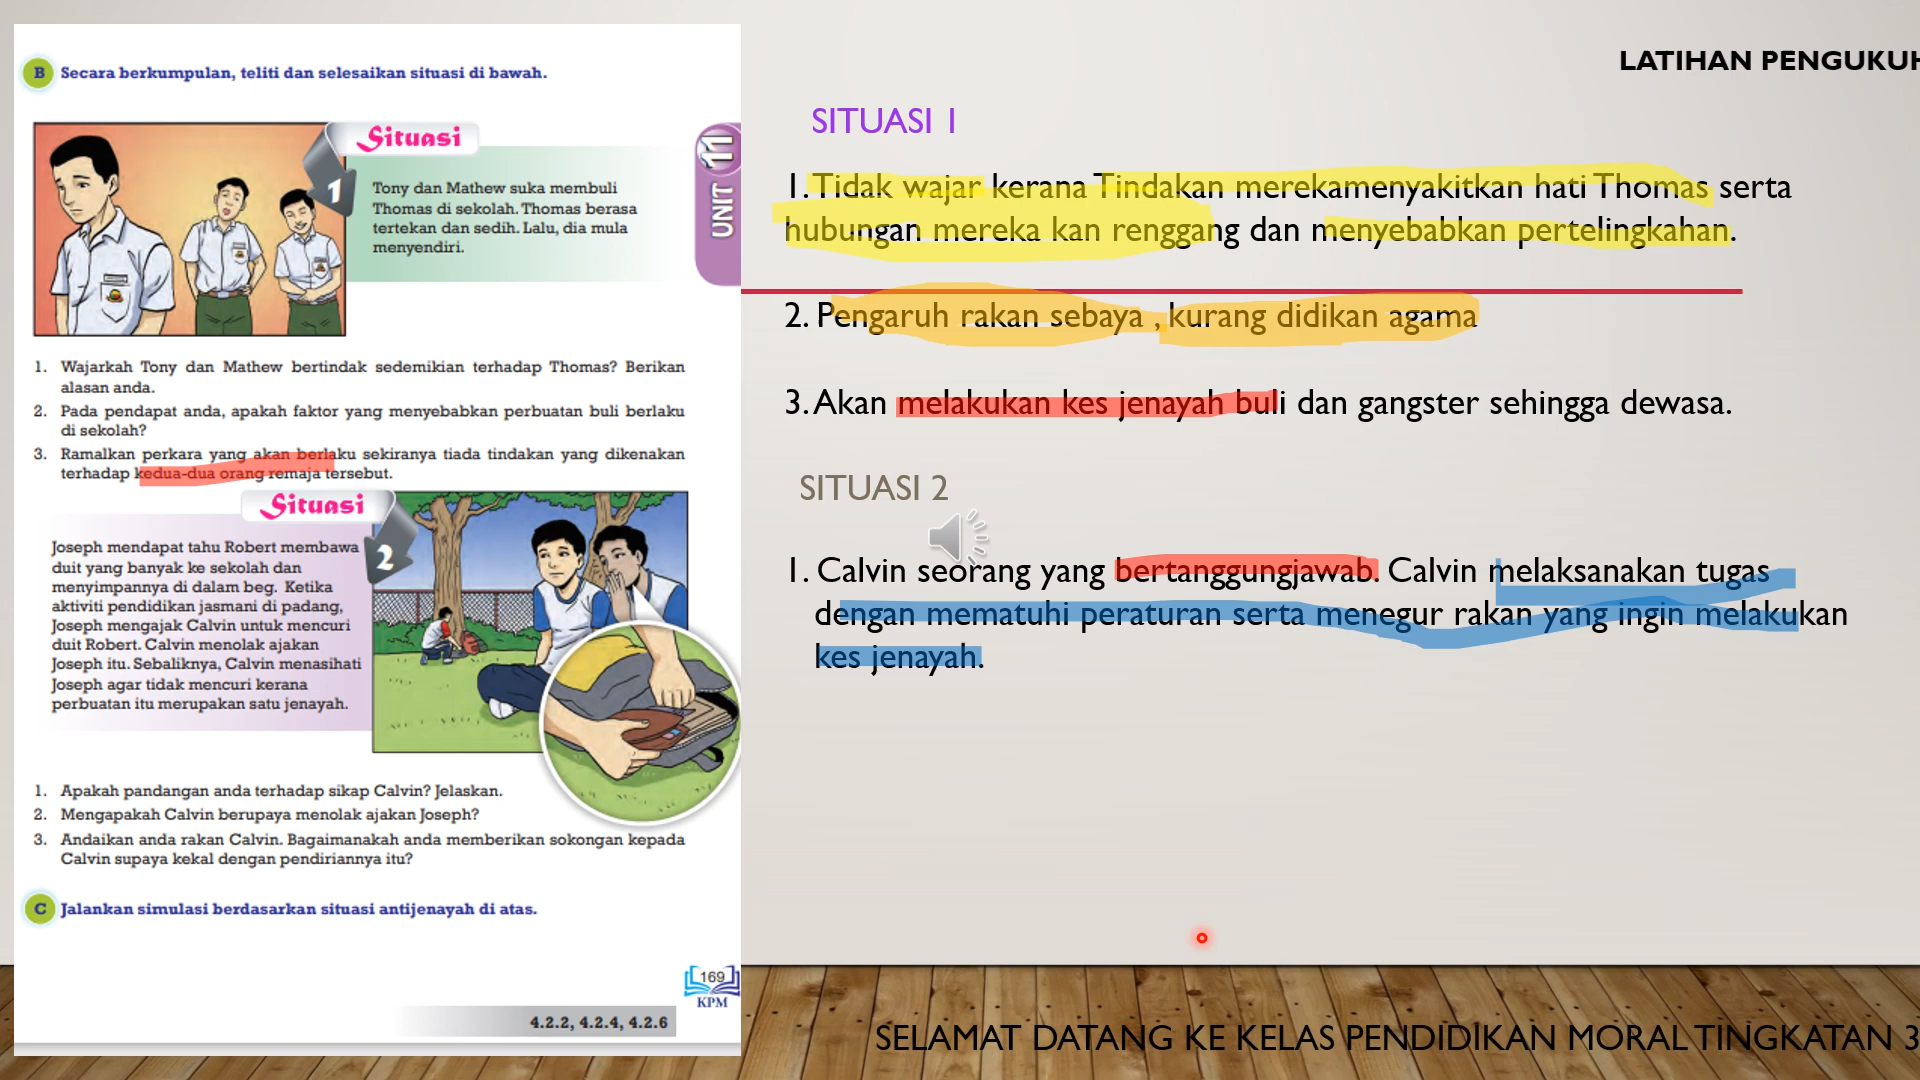 B Secara berkumpulan, teliti dan selesaikan situasi di bawah.
Situasi
1
Tony dan Mathew suka membuli
Thomas di sekolah. Thomas berasa
tertekan dan sedih. Lalu, dia mula
menyendiri.
UNIT 11
1. Wajarkah Tony dan Mathew bertindak sedemikian terhadap Thomas? Berikan
alasan anda.
2. Pada pendapat anda, apakah faktor yang menyebabkan perbuatan buli berlaku
di sekolah?
3. Ramalkan perkara yang akan berlaku sekiranya tiada tindakan yang dikenakan
terhadap kedua-dua orang remaja tersebut.
Situasi
2
Joseph mendapat tahu Robert membawa
duit yang banyak ke sekolah dan
menyimpannya di dalam beg. Ketika
aktiviti pendidikan jasmani di padang,
Joseph mengajak Calvin untuk mencuri
duit Robert. Calvin menolak ajakan
Joseph itu. Sebaliknya, Calvin menasihati
Joseph agar tidak mencuri kerana
perbuatan itu merupakan satu jenayah.
1. Apakah pandangan anda terhadap sikap Calvin? Jelaskan.
2. Mengapakah Calvin berupaya menolak ajakan Joseph?
3. Andaikan anda rakan Calvin. Bagaimanakah anda memberikan sokongan kepada
Calvin supaya kekal dengan pendiriannya itu?
C Jalankan simulasi berdasarkan situasi antijenayah di atas.
169
KPM
4.2.2, 4.2.4, 4.2.6
LATIHAN PENGUKUH
SITUASI 1
1. Tidak wajar kerana Tindakan merekamenyakitkan hati Thomas serta
hubungan mereka kan renggang dan menyebabkan pertelingkahan.
2. Pengaruh rakan sebaya , kurang didikan agama
3. Akan melakukan kes jenayah buli dan gangster sehingga dewasa.
SITUASI 2
1. Calvin seorang yang bertanggungjawab. Calvin melaksanakan tugas
dengan mematuhi peraturan serta menegur rakan yang ingin melakukan
kes jenayah.
SELAMAT DATANG KE KELAS PENDIDIKAN MORAL TINGKATAN 3